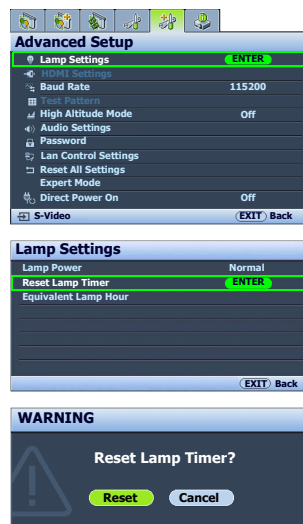 Advanced Setup
Lamp Settings ENTER
HDMI Settings
Baud Rate 115200
Test Pattern
High Altitude Mode Off
Audio Settings
Password
Lan Control Settings
Reset All Settings
Expert Mode
Direct Power On Off
S-Video EXIT Back
Lamp Settings
Lamp Power Normal
Reset Lamp Timer ENTER
Equivalent Lamp Hour
EXIT Back
WARNING
Reset Lamp Timer?
Reset Cancel